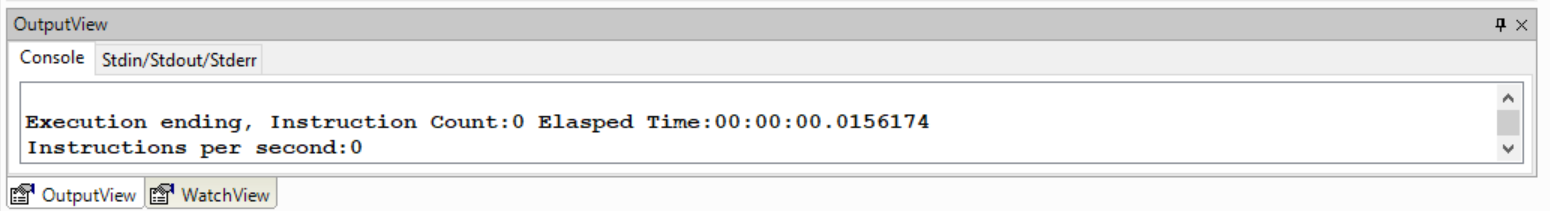 OutputView
Console Stdin/Stdout/Stderr
Execution ending, Instruction Count:0 Elasped Time:00:00:00.0156174
Instructions per second:0
OutputView WatchView